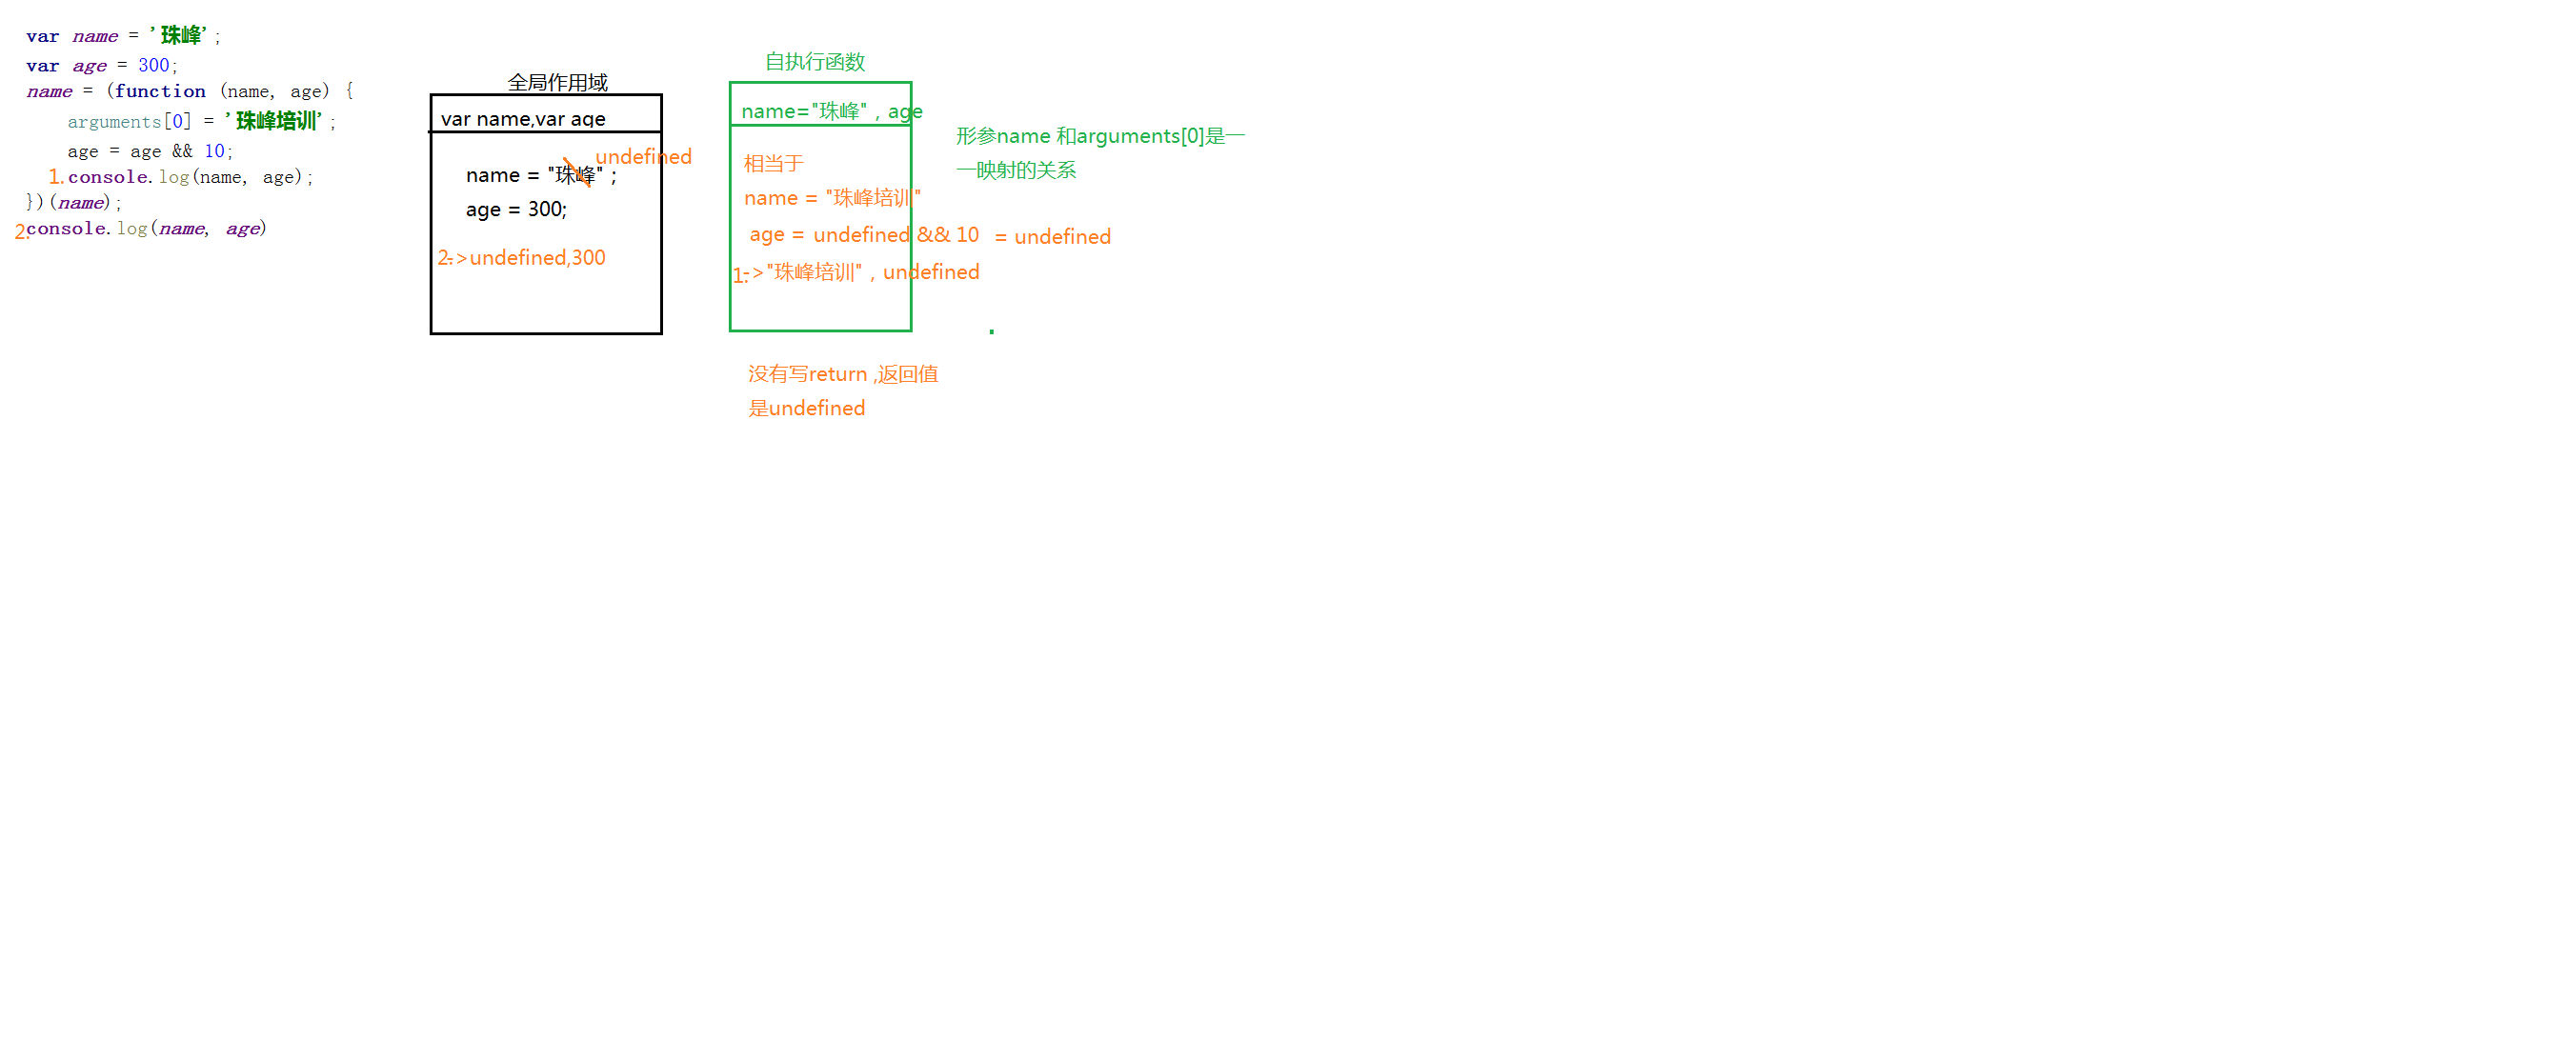 var name = '珠峰';
var age = 300;
name = (function (name, age) {
arguments[0] = '珠峰培训';
age = age && 10;
1.console.log(name, age);
})(name);
2.console.log(name, age)
全局作用域
var name,var age
undefined
name = "珠峰" ;
age = 300;
2.->undefined,300
自执行函数
name="珠峰" , age
相当于
name = "珠峰培训"
age = undefined && 10 = undefined
1.->"珠峰培训" , undefined
形参name 和arguments[0]是一
一映射的关系
没有写return ,返回值
是undefined